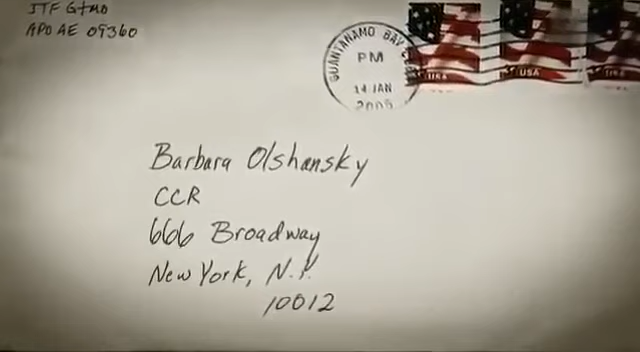 JTF GTMO
APO AE 09360
GUANTANAMO BAY
PM
14 JAN
2005
USA
USA
USA
Barbara Olshansky
CCR
666 Broadway
New York, N.Y.
10012